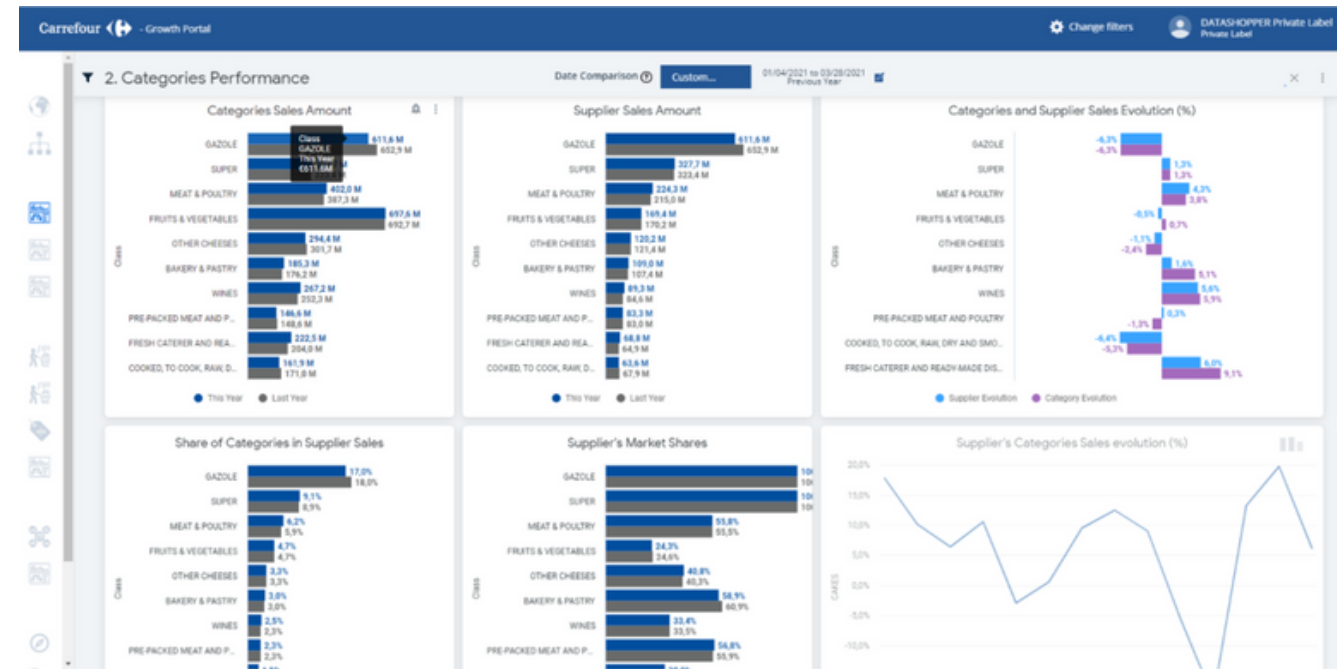 Carrefour - Growth Portal
Change filters
DATASHOPPER Private Label
Private Label
2. Categories Performance
Date Comparison
Custom...
01/04/2021 to 03/28/2021
Previous Year
Categories Sales Amount
Class
GAZOLE
611,6 M
652,9 M
Class
GAZOLE
This Year
€611.6M
SUPER
MEAT & POULTRY
402,0 M
387,3 M
FRUITS & VEGETABLES
697,6 M
692,7 M
OTHER CHEESES
294,4 M
301,7 M
BAKERY & PASTRY
185,3 M
176,2 M
WINES
267,2 M
252,3 M
PRE-PACKED MEAT AND P...
146,6 M
148,6 M
FRESH CATERER AND REA...
222,5 M
204,0 M
COOKED, TO COOK, RAW, D...
161,9 M
171,0 M
This Year
Last Year
Supplier Sales Amount
Class
GAZOLE
611,6 M
652,9 M
SUPER
327,7 M
323,4 M
MEAT & POULTRY
224,3 M
215,0 M
FRUITS & VEGETABLES
169,4 M
170,2 M
OTHER CHEESES
120,2 M
121,4 M
BAKERY & PASTRY
109,0 M
107,4 M
WINES
89,3 M
84,6 M
PRE-PACKED MEAT AND P...
83,3 M
83,0 M
FRESH CATERER AND REA...
68,8 M
64,9 M
COOKED, TO COOK, RAW, D...
63,6 M
67,9 M
This Year
Last Year
Categories and Supplier Sales Evolution (%)
Class
GAZOLE
-6,3%
-6,3%
SUPER
1,3%
1,3%
MEAT & POULTRY
4,3%
3,8%
FRUITS & VEGETABLES
-0,5%
0,7%
OTHER CHEESES
-1,1%
-2,4%
BAKERY & PASTRY
1,6%
5,1%
WINES
5,6%
5,9%
PRE-PACKED MEAT AND POULTRY
0,3%
-1,3%
COOKED, TO COOK, RAW, DRY AND SMO...
-6,4%
-5,3%
FRESH CATERER AND READY-MADE DIS...
6,0%
9,1%
Supplier Evolution
Category Evolution
Share of Categories in Supplier Sales
Class
GAZOLE
17,0%
18,0%
SUPER
9,1%
8,9%
MEAT & POULTRY
6,2%
5,9%
FRUITS & VEGETABLES
4,7%
4,7%
OTHER CHEESES
3,3%
3,3%
BAKERY & PASTRY
3,0%
3,0%
WINES
2,5%
2,3%
PRE-PACKED MEAT AND P...
2,3%
2,3%
Supplier's Market Shares
Class
GAZOLE
SUPER
MEAT & POULTRY
55,8%
55,5%
FRUITS & VEGETABLES
24,3%
24,6%
OTHER CHEESES
40,8%
40,3%
BAKERY & PASTRY
58,9%
60,9%
WINES
33,4%
33,5%
PRE-PACKED MEAT AND P...
56,8%
55,9%
Supplier's Categories Sales evolution (%)
CAKES
20,0%
15,0%
10,0%
5,0%
0,0%
-5,0%
-10,0%